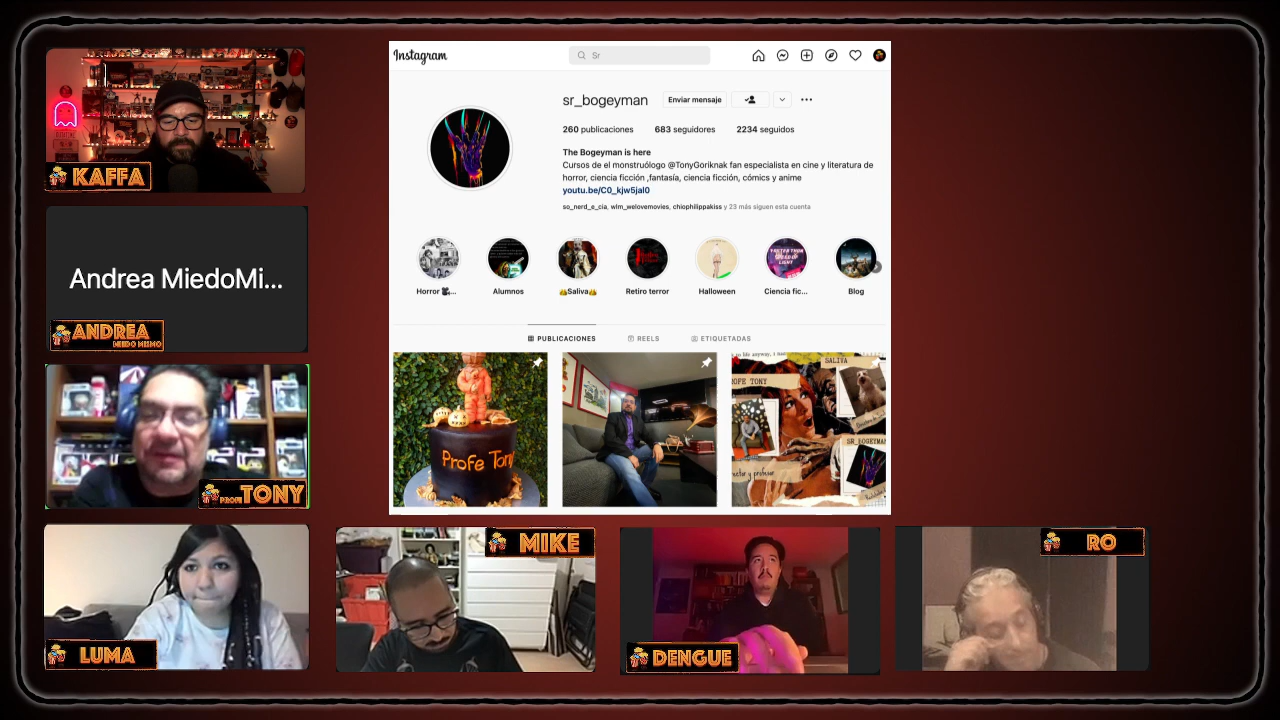 KAFFA
Andrea MiedoMi...
ANDREA
MIEDO MISMO
PROFE TONY
LUMA
MIKE
DENGUE
RO
Instagram
Sr
sr_bogeyman
Enviar mensaje
260 publicaciones 683 seguidores 2234 seguidos
The Bogeyman is here
Cursos de el monstruólogo @TonyGoriknak fan especialista en cine y literatura de
horror, ciencia ficción ,fantasía, ciencia ficción, cómics y anime
youtu.be/C0_kjw5jal0
so_nerd_e_cia, wlm_welovemovies, chiophilippakiss y 23 más siguen esta cuenta
Horror 🎥...
Alumnos
👑Saliva👑
Retiro terror
Halloween
Ciencia fic...
Blog
PUBLICACIONES
REELS
ETIQUETADAS
Profe Tony
SALIVA
OFE TONY
SR_BOGEYMAN